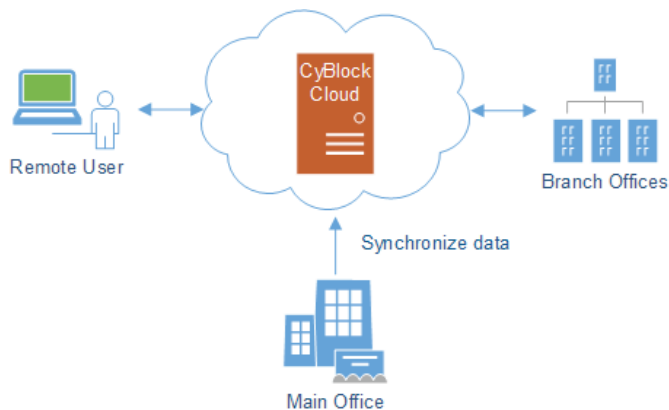 CyBlock
Cloud
Remote User
Branch Offices
Synchronize data
Main Office